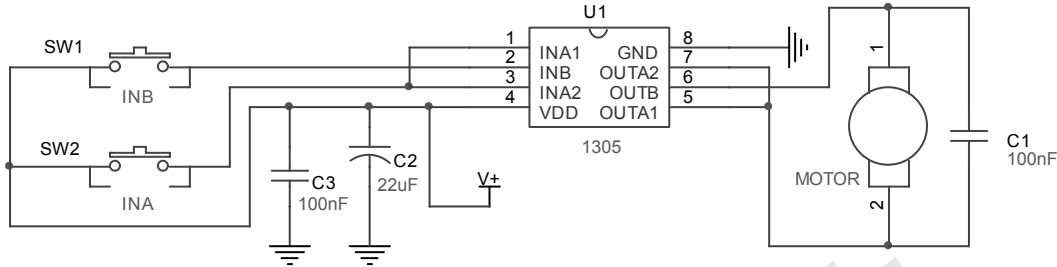 U1
SW1
INB
SW2
INA
1
2
3
4
INA1
INB
INA2
VDD
GND
OUTA2
OUTB
OUTA1
8
7
6
5
1305
C3
100nF
C2
22uF
V+
1
MOTOR
2
C1
100nF